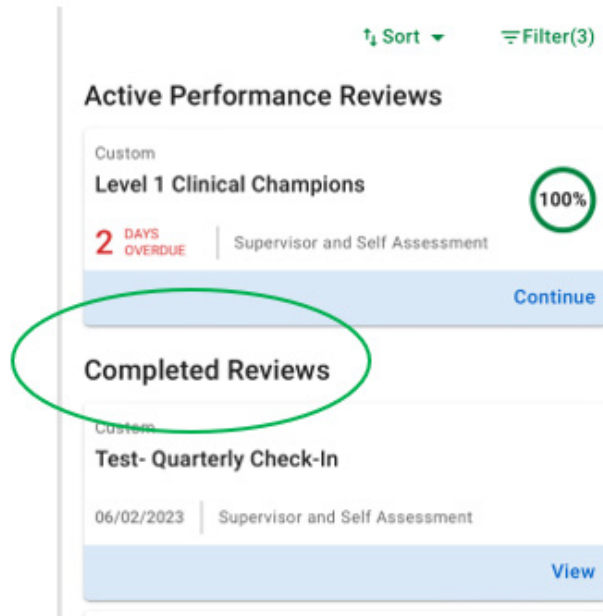 Sort
Filter(3)
Active Performance Reviews
Custom
Level 1 Clinical Champions
100%
2 DAYS OVERDUE
Supervisor and Self Assessment
Continue
Completed Reviews
Custom
Test- Quarterly Check-In
06/02/2023
Supervisor and Self Assessment
View